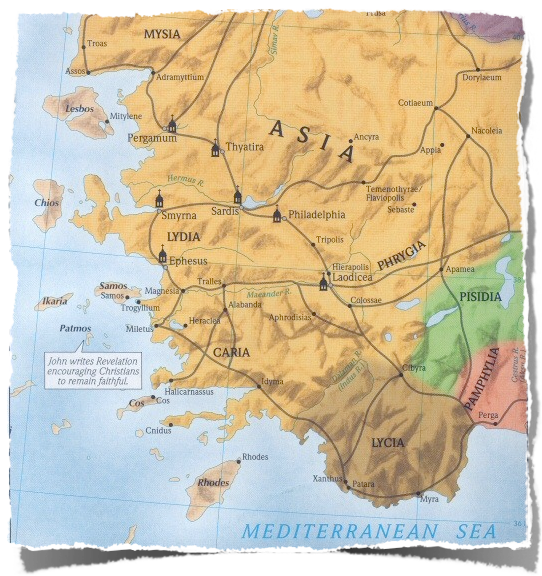 Prusa
MYSIA
Simav R.
Troas
Assos
Adramyttium
Dorylaeum
Lesbos
Mitylene
Cotiaeum
Nacoleia
Pergamum
Thyatira
ASIA
Ancyra
Appia
Hermus R.
Temenothyrae/
Flaviopolis
Sebaste
Chios
Smyrna
Sardis
Philadelphia
LYDIA
Tripolis
PHRYGIA
Ephesus
Hierapolis
Laodicea
Apamea
Samos
Samos
Magnesia
Tralles
Maeander R.
PISIDIA
Ikaria
Trogyllium
Alabanda
Colossae
Patmos
Miletus
Heraclea
Aphrodisias
John writes Revelation
encouraging Christians
to remain faithful.
CARIA
Cibyra
PAMPHYLIA
Halicarnassus
Idyma
Cos
Cos
Perga
Cnidus
LYCIA
Rhodes
Rhodes
Xanthus
Patara
Myra
MEDITERRANEAN SEA
36